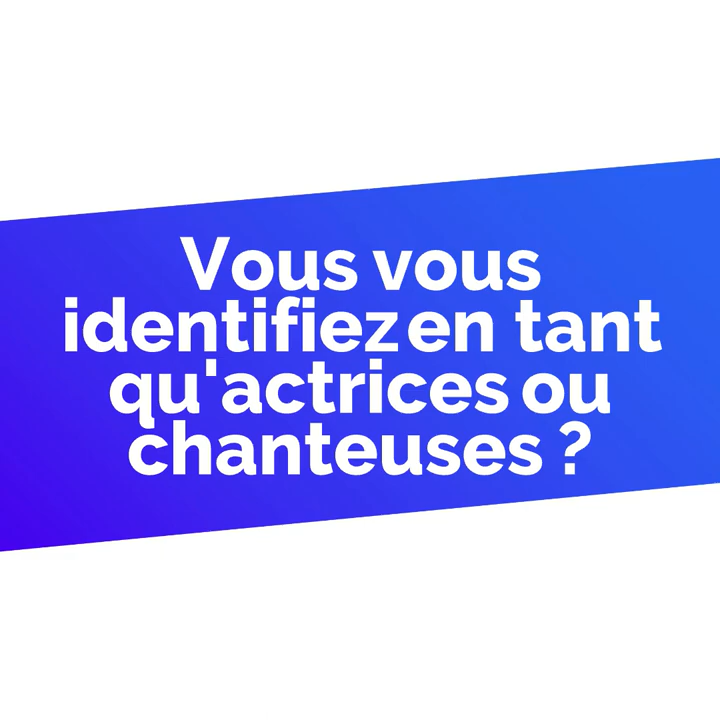 Vous vous
identifiez en tant
qu'actrices ou
chanteuses ?